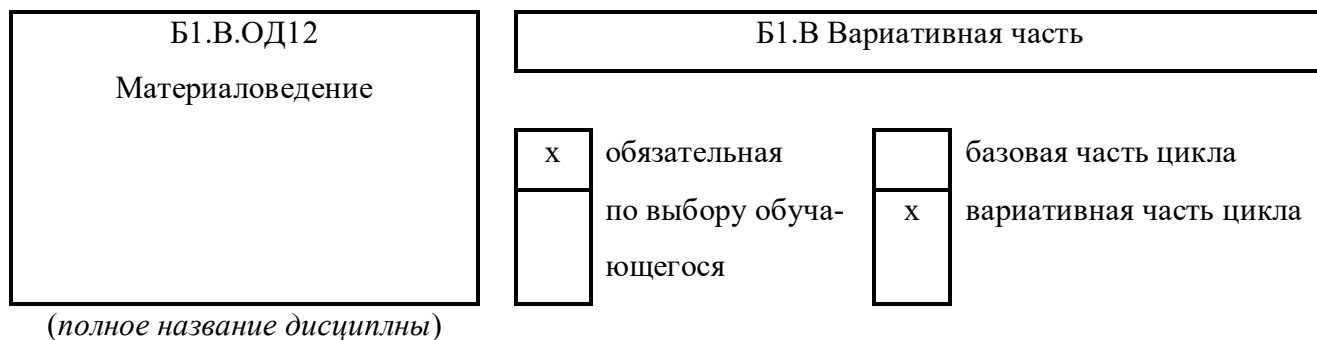 Б1.В.ОД12
Материаловедение
Б1.В Вариативная часть
х обязательная
по выбору обуча-
ющегося
базовая часть цикла
х вариативная часть цикла
(полное название дисциплны)